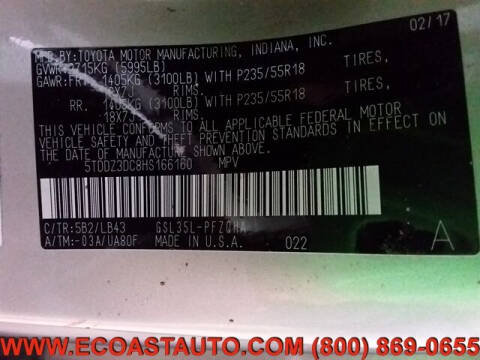 MFD.BY:TOYOTA MOTOR MANUFACTURING, INDIANA, INC. 02/17
GVWR:2715KG (5995LB)
GAWR:FRT. 1405KG (3100LB) WITH P235/55R18 TIRES,
18X7J RIMS.
RR. 1405KG (3100LB) WITH P235/55R18 TIRES,
18X7J RIMS.
THIS VEHICLE CONFORMS TO ALL APPLICABLE FEDERAL MOTOR
VEHICLE SAFETY AND THEFT PREVENTION STANDARDS IN EFFECT ON
THE DATE OF MANUFACTURE SHOWN ABOVE.
5TDDZ3DC8HS166160 MPV
C/TR:5B2/LB43 GSL35L-PFZQHA
A/TM:-03A/UA80F MADE IN U.S.A. 022 A
WWW.ECOASTAUTO.COM (800) 869-0655